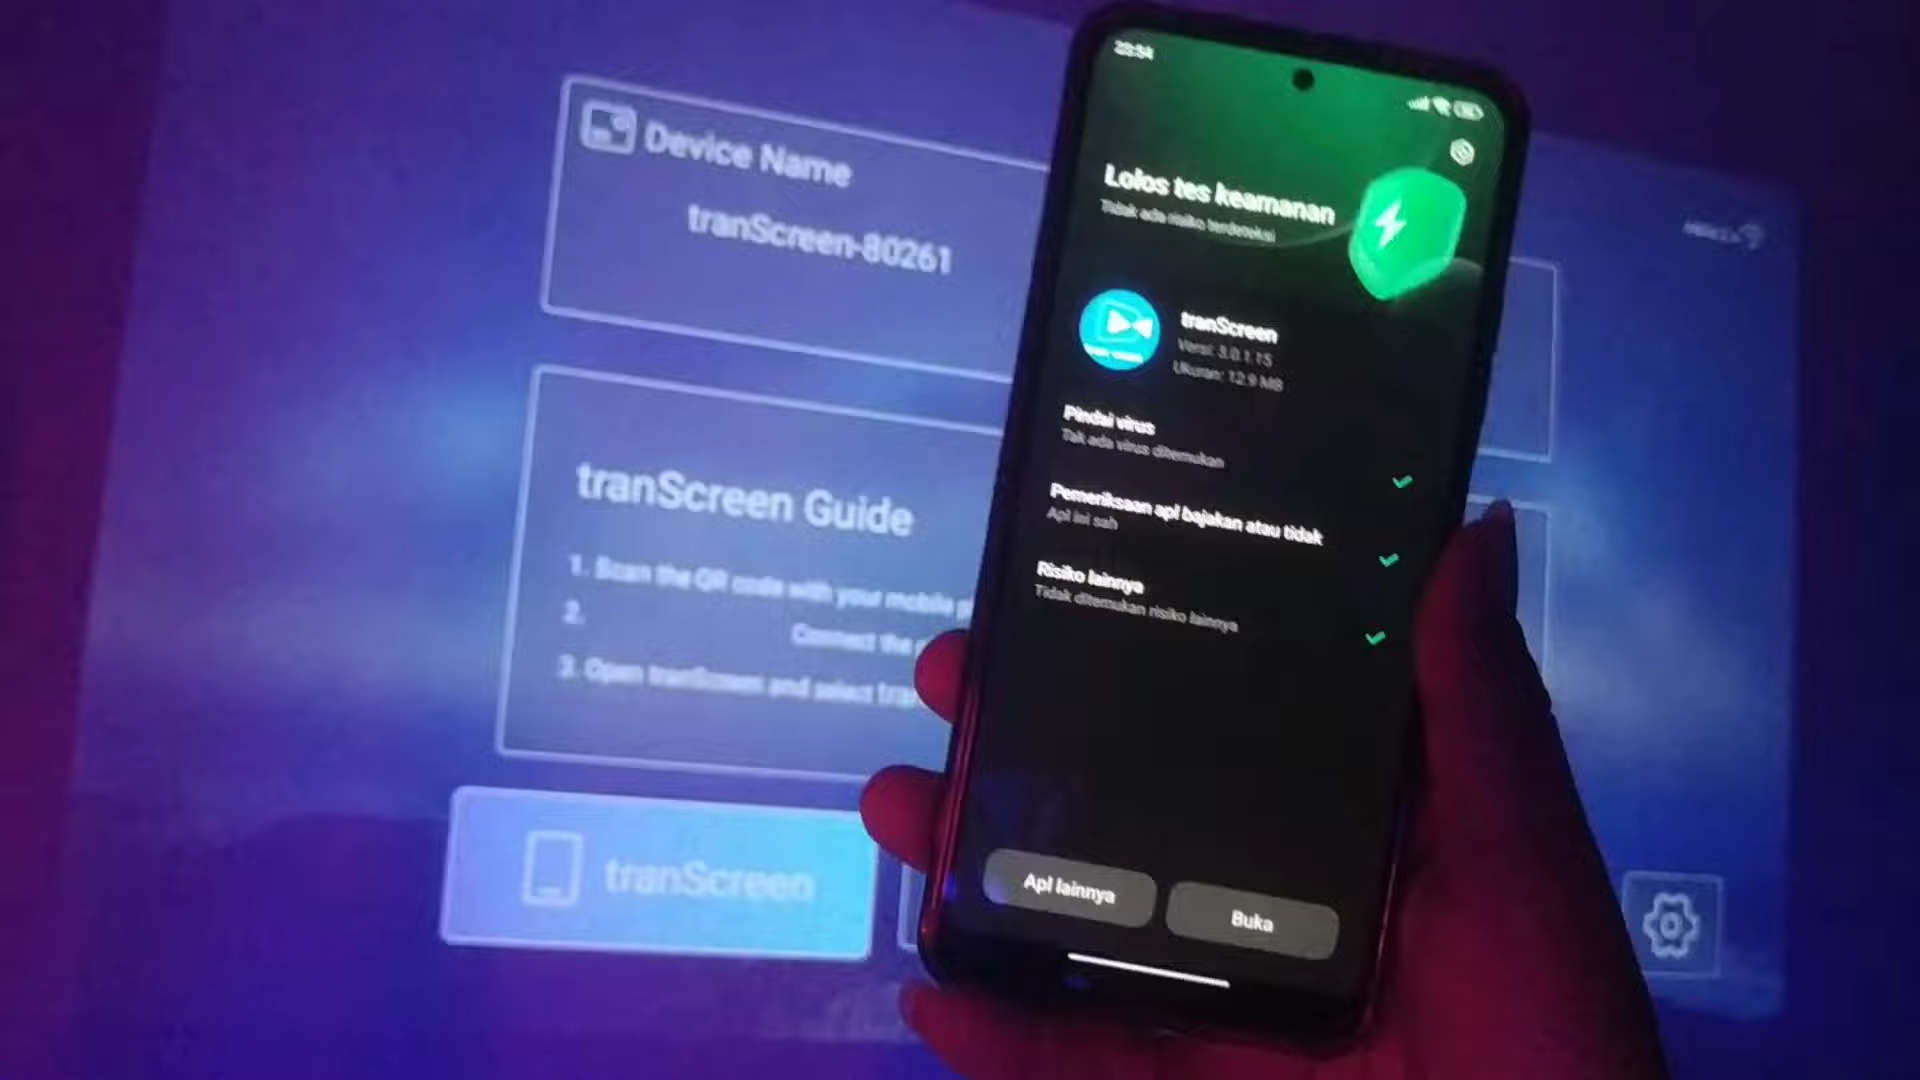 Device Name
tranScreen-80261
tranScreen Guide
1. Scan the QR code with your mobile
2.
Connect the
3. Open tranScreen and select
tranScreen
23:54
Lolos tes keamanan
Tidak ada risiko terdeteksi
tranScreen
Versi: 3.0.1.15
Ukuran: 12.9 MB
Pindai virus
Tak ada virus ditemukan
Pemeriksaan apl bajakan atau tidak
Apl ini sah
Risiko lainnya
Tidak ditemukan risiko lainnya
Apl lainnya
Buka